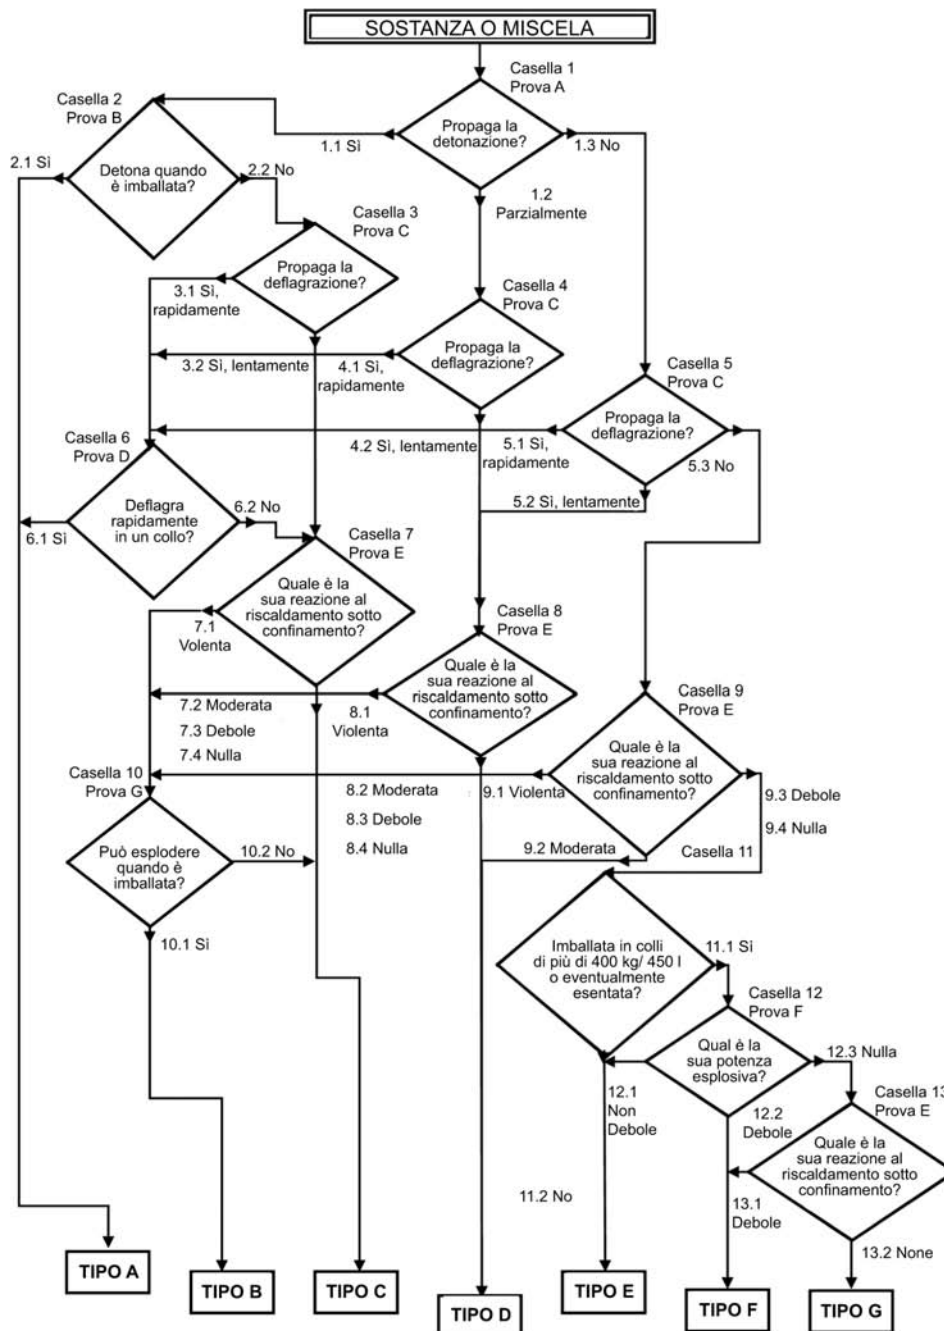 SOSTANZA O MISCELA
Casella 1
Prova A
Propaga la
detonazione?
1.1 Sì
1.3 No
1.2
Parzialmente
Casella 2
Prova B
Detona quando
è imballata?
2.1 Sì
2.2 No
Casella 3
Prova C
Propaga la
deflagrazione?
3.1 Sì,
rapidamente
3.2 Sì, lentamente
Casella 4
Prova C
Propaga la
deflagrazione?
4.1 Sì,
rapidamente
4.2 Sì, lentamente
Casella 5
Prova C
Propaga la
deflagrazione?
5.1 Sì,
rapidamente
5.3 No
5.2 Sì, lentamente
Casella 6
Prova D
Deflagra
rapidamente
in un collo?
6.1 Sì
6.2 No
Casella 7
Prova E
Quale è la
sua reazione al
riscaldamento sotto
confinamento?
7.1
Volenta
7.2 Moderata
7.3 Debole
7.4 Nulla
Casella 8
Prova E
Quale è la
sua reazione al
riscaldamento sotto
confinamento?
8.1
Violenta
8.2 Moderata
8.3 Debole
8.4 Nulla
Casella 9
Prova E
Quale è la
sua reazione al
riscaldamento sotto
confinamento?
9.1 Violenta
9.2 Moderata
9.3 Debole
9.4 Nulla
Casella 10
Prova G
Può esplodere
quando è
imballata?
10.2 No
10.1 Sì
Casella 11
Imballata in colli
di più di 400 kg/ 450 l
o eventualmente
esentata?
11.1 Sì
11.2 No
Casella 12
Prova F
Qual è la
sua potenza
esplosiva?
12.1
Non
Debole
12.2
Debole
12.3 Nulla
Casella 13
Prova E
Quale è la
sua reazione al
riscaldamento sotto
confinamento?
13.1
Debole
13.2 None
TIPO A
TIPO B
TIPO C
TIPO D
TIPO E
TIPO F
TIPO G